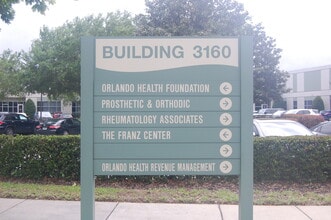 BUILDING 3160
ORLANDO HEALTH FOUNDATION
PROSTHETIC & ORTHODIC
RHEUMATOLOGY ASSOCIATES
THE FRANZ CENTER
ORLANDO HEALTH REVENUE MANAGEMENT